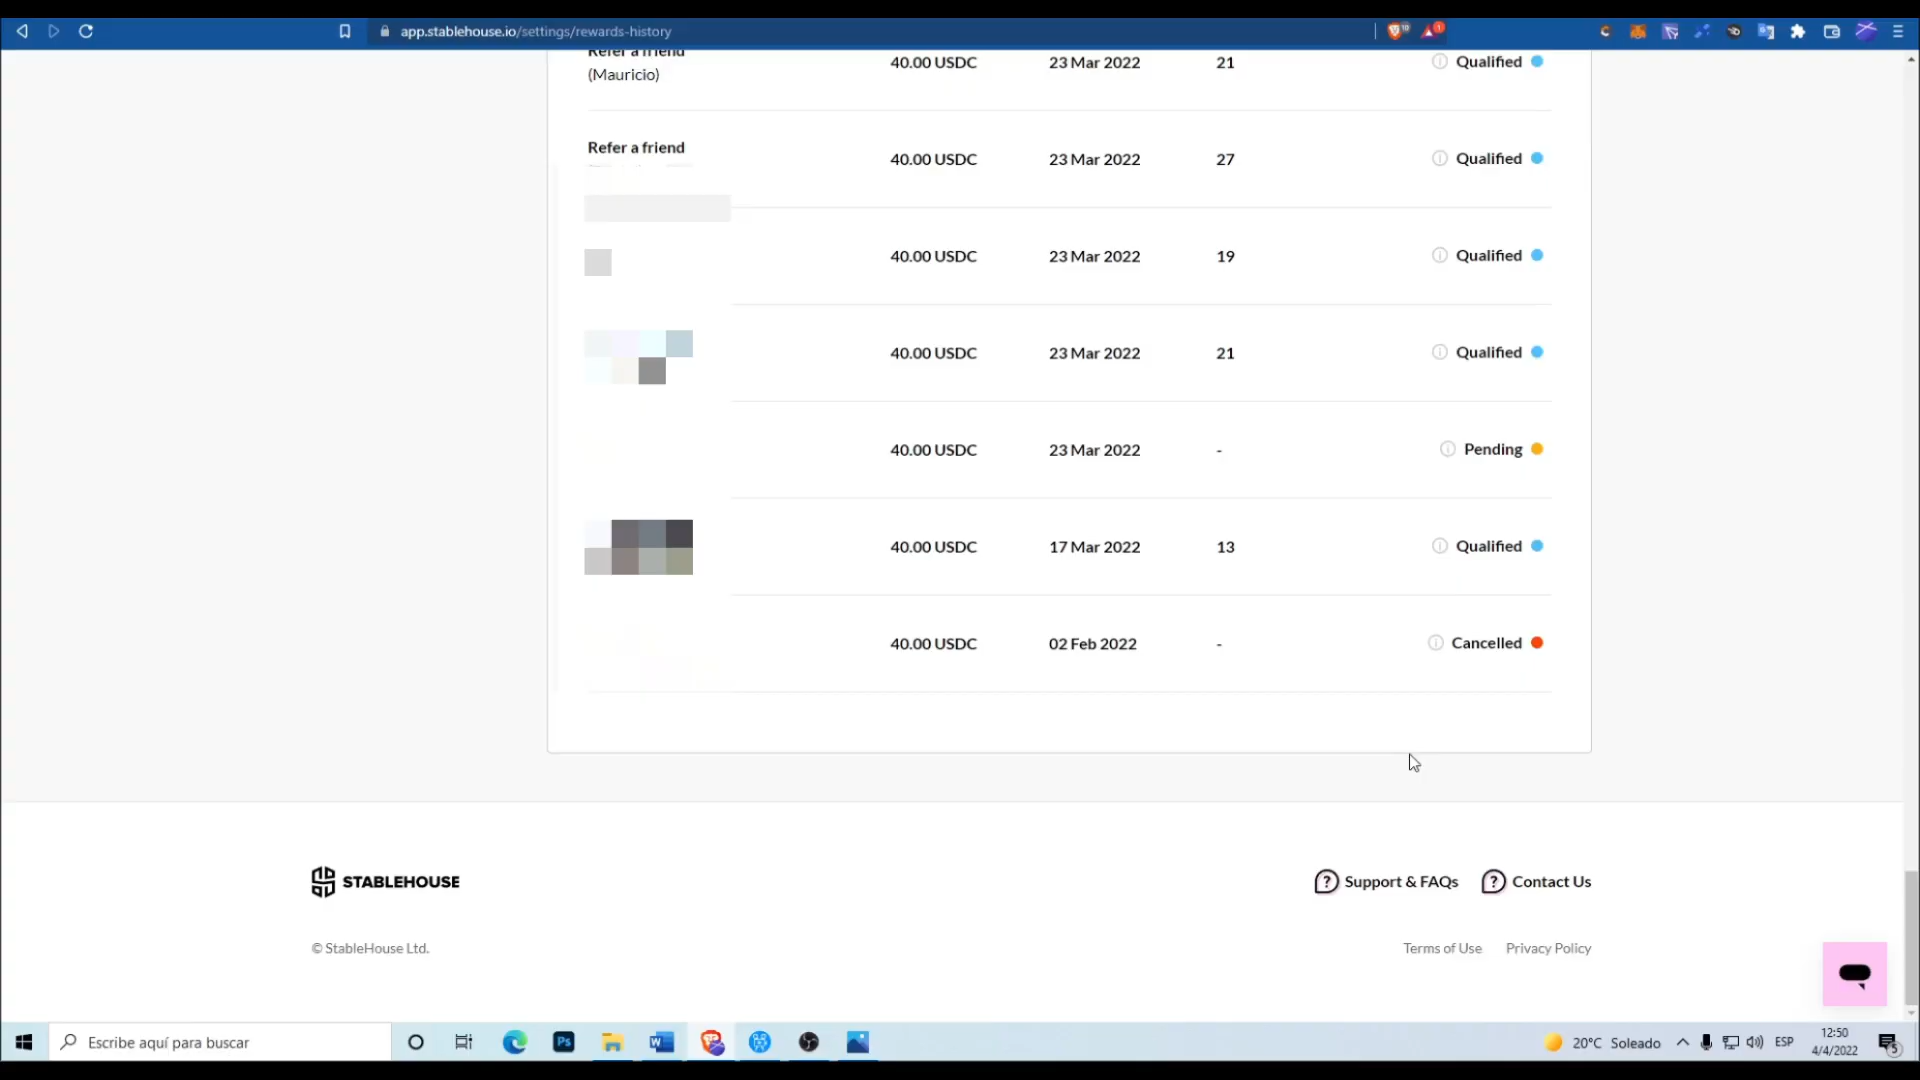 app.stablehouse.io/settings/rewards-history
Refer a friend
(Mauricio)
40.00 USDC 23 Mar 2022 21 Qualified
Refer a friend
40.00 USDC 23 Mar 2022 27 Qualified
40.00 USDC 23 Mar 2022 19 Qualified
40.00 USDC 23 Mar 2022 21 Qualified
40.00 USDC 23 Mar 2022 - Pending
40.00 USDC 17 Mar 2022 13 Qualified
40.00 USDC 02 Feb 2022 - Cancelled
STABLEHOUSE
Support & FAQs Contact Us
© StableHouse Ltd.
Terms of Use Privacy Policy
Escribe aquí para buscar
Ps
20°C Soleado
ESP
12:50
4/4/2022
5